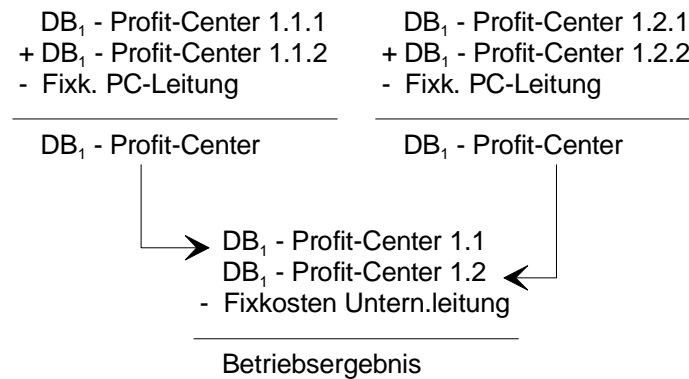 DB₁ - Profit-Center 1.1.1
+ DB₁ - Profit-Center 1.1.2
- Fixk. PC-Leitung
DB₁ - Profit-Center
DB₁ - Profit-Center 1.2.1
+ DB₁ - Profit-Center 1.2.2
- Fixk. PC-Leitung
DB₁ - Profit-Center
DB₁ - Profit-Center 1.1
DB₁ - Profit-Center 1.2
- Fixkosten Untern.leitung
Betriebsergebnis